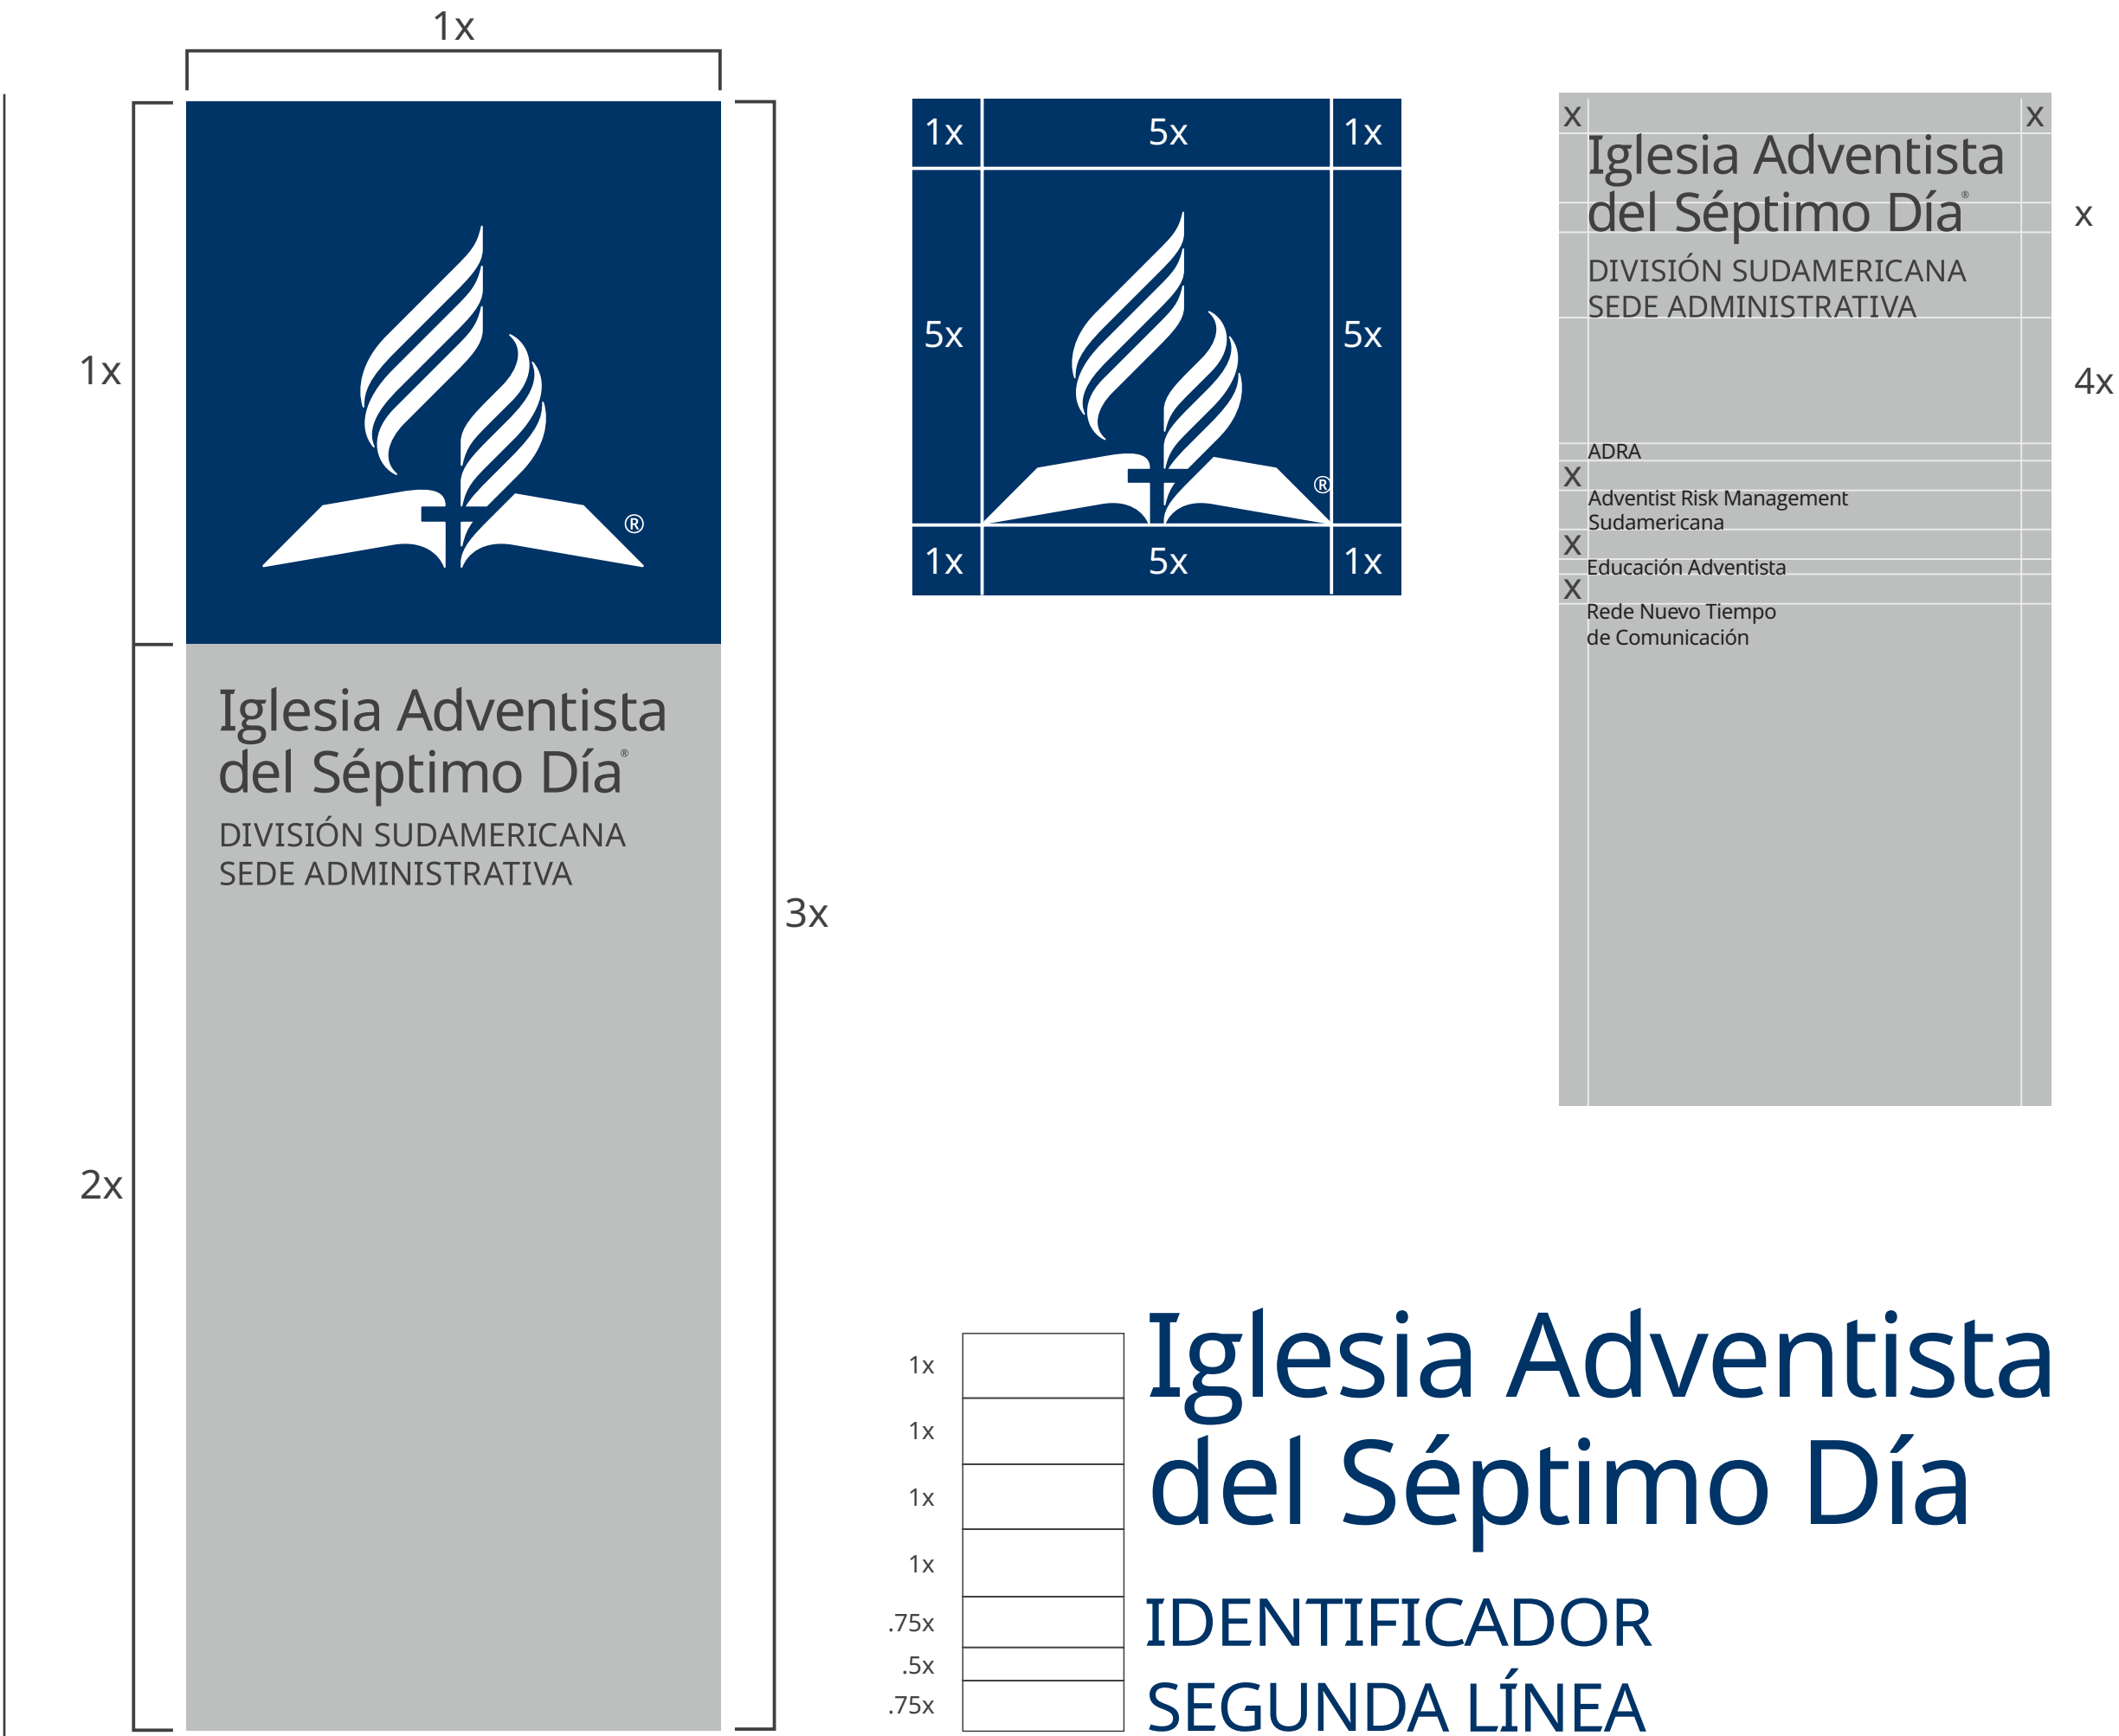 1x
1x
2x
3x
®
Iglesia Adventista
del Séptimo Día®
DIVISIÓN SUDAMERICANA
SEDE ADMINISTRATIVA
1x 5x 1x
5x 5x
®
1x 5x 1x
x x
Iglesia Adventista
del Séptimo Día®
x
DIVISIÓN SUDAMERICANA
SEDE ADMINISTRATIVA
4x
ADRA
x
Adventist Risk Management
Sudamericana
x
Educación Adventista
x
Rede Nuevo Tiempo
de Comunicación
1x
1x
1x
1x
.75x
.5x
.75x
Iglesia Adventista
del Séptimo Día
IDENTIFICADOR
SEGUNDA LÍNEA